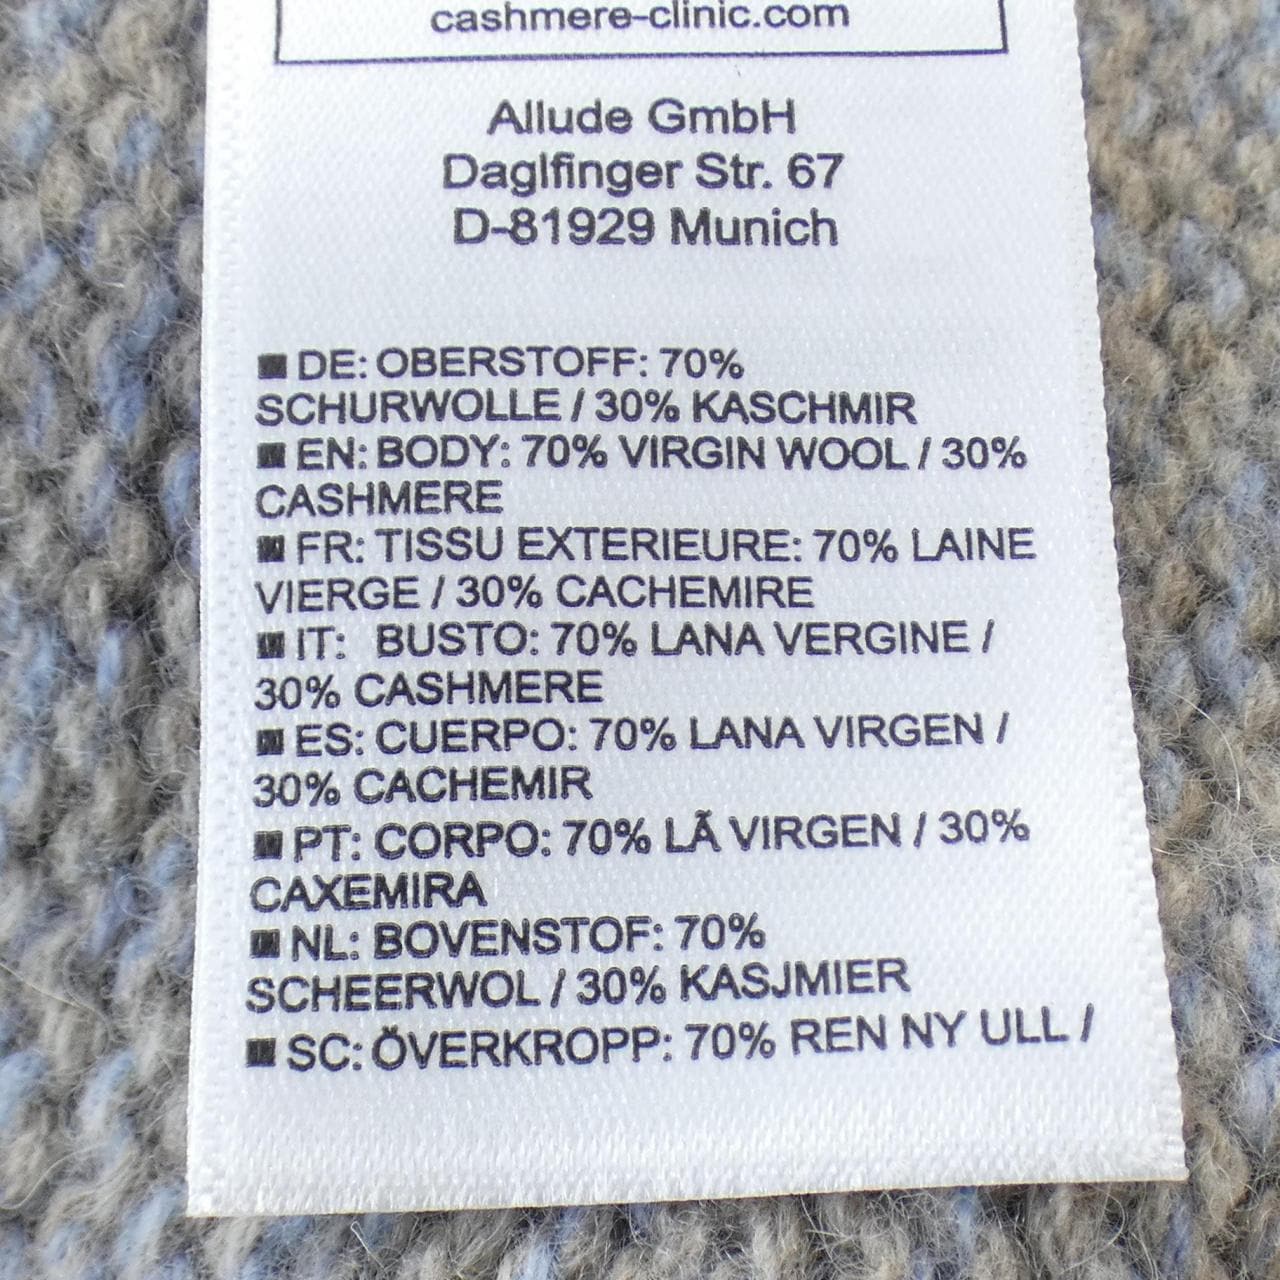 cashmere-clinic.com
Allude GmbH
Daglfinger Str. 67
D-81929 Munich
■ DE: OBERSTOFF: 70%
SCHURWOLLE / 30% KASCHMIR
■ EN: BODY: 70% VIRGIN WOOL / 30%
CASHMERE
■ FR: TISSU EXTERIEURE: 70% LAINE
VIERGE / 30% CACHEMIRE
■ IT: BUSTO: 70% LANA VERGINE /
30% CASHMERE
■ ES: CUERPO: 70% LANA VIRGEN /
30% CACHEMIR
■ PT: CORPO: 70% LÃ VIRGEN / 30%
CAXEMIRA
■ NL: BOVENSTOF: 70%
SCHEERWOL / 30% KASJMIER
■ SC: ÖVERKROPP: 70% REN NY ULL /